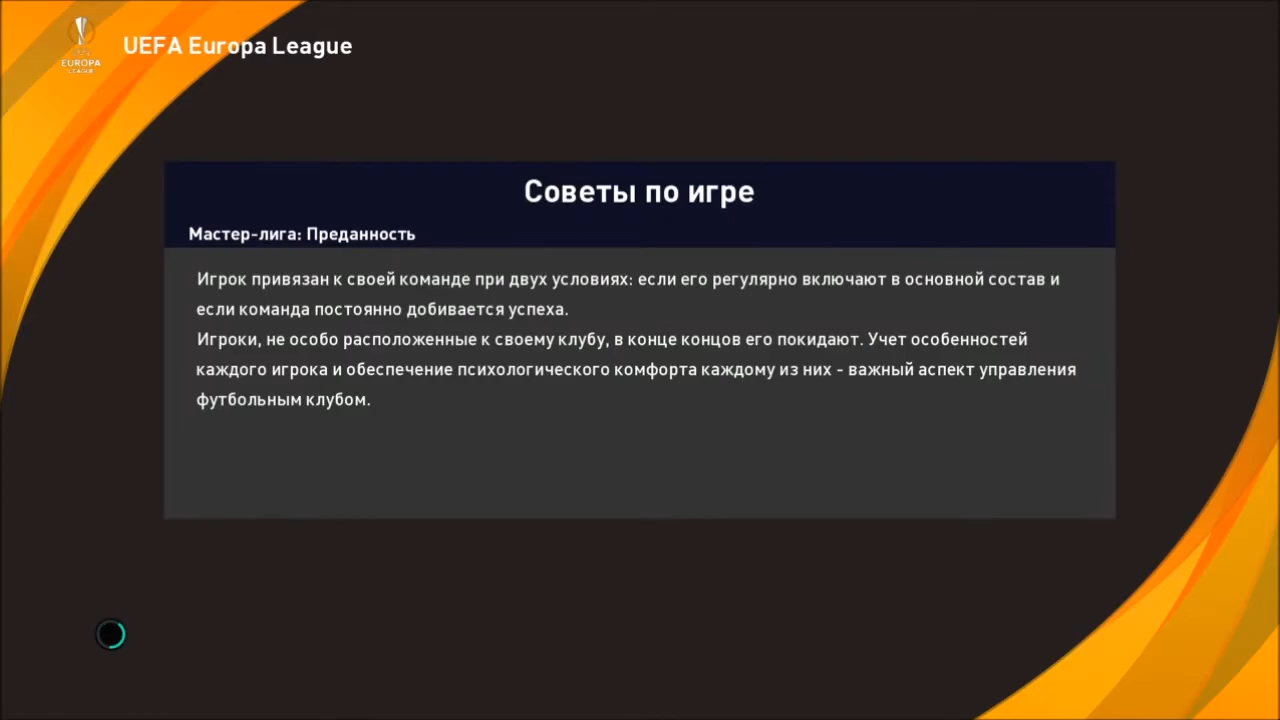 UEFA Europa League
EUROPA
LEAGUE
Советы по игре
Мастер-лига: Преданность
Игрок привязан к своей команде при двух условиях: если его регулярно включают в основной состав и
если команда постоянно добивается успеха.
Игроки, не особо расположенные к своему клубу, в конце концов его покидают. Учет особенностей
каждого игрока и обеспечение психологического комфорта каждому из них - важный аспект управления
футбольным клубом.